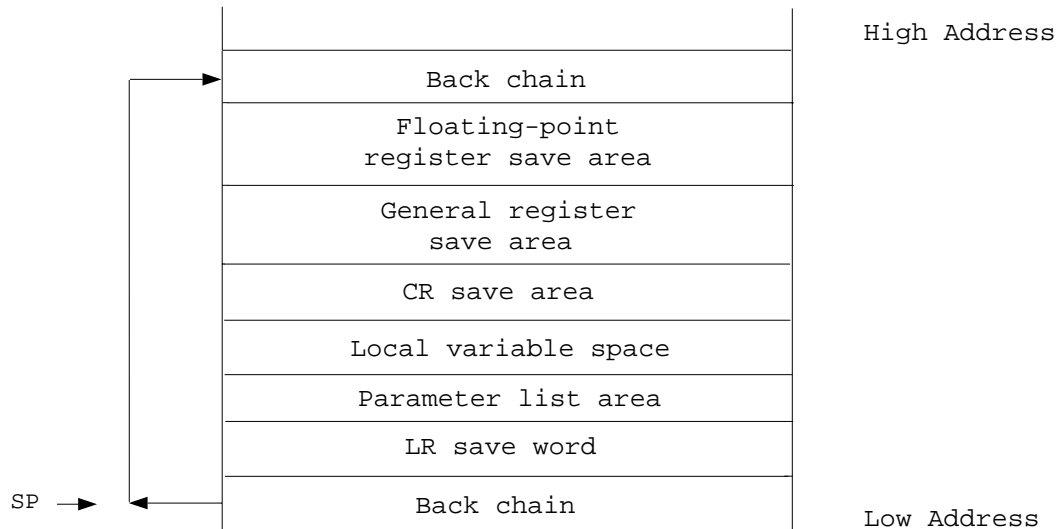 High Address
Back chain
Floating-point
register save area
General register
save area
CR save area
Local variable space
Parameter list area
LR save word
SP
Back chain
Low Address